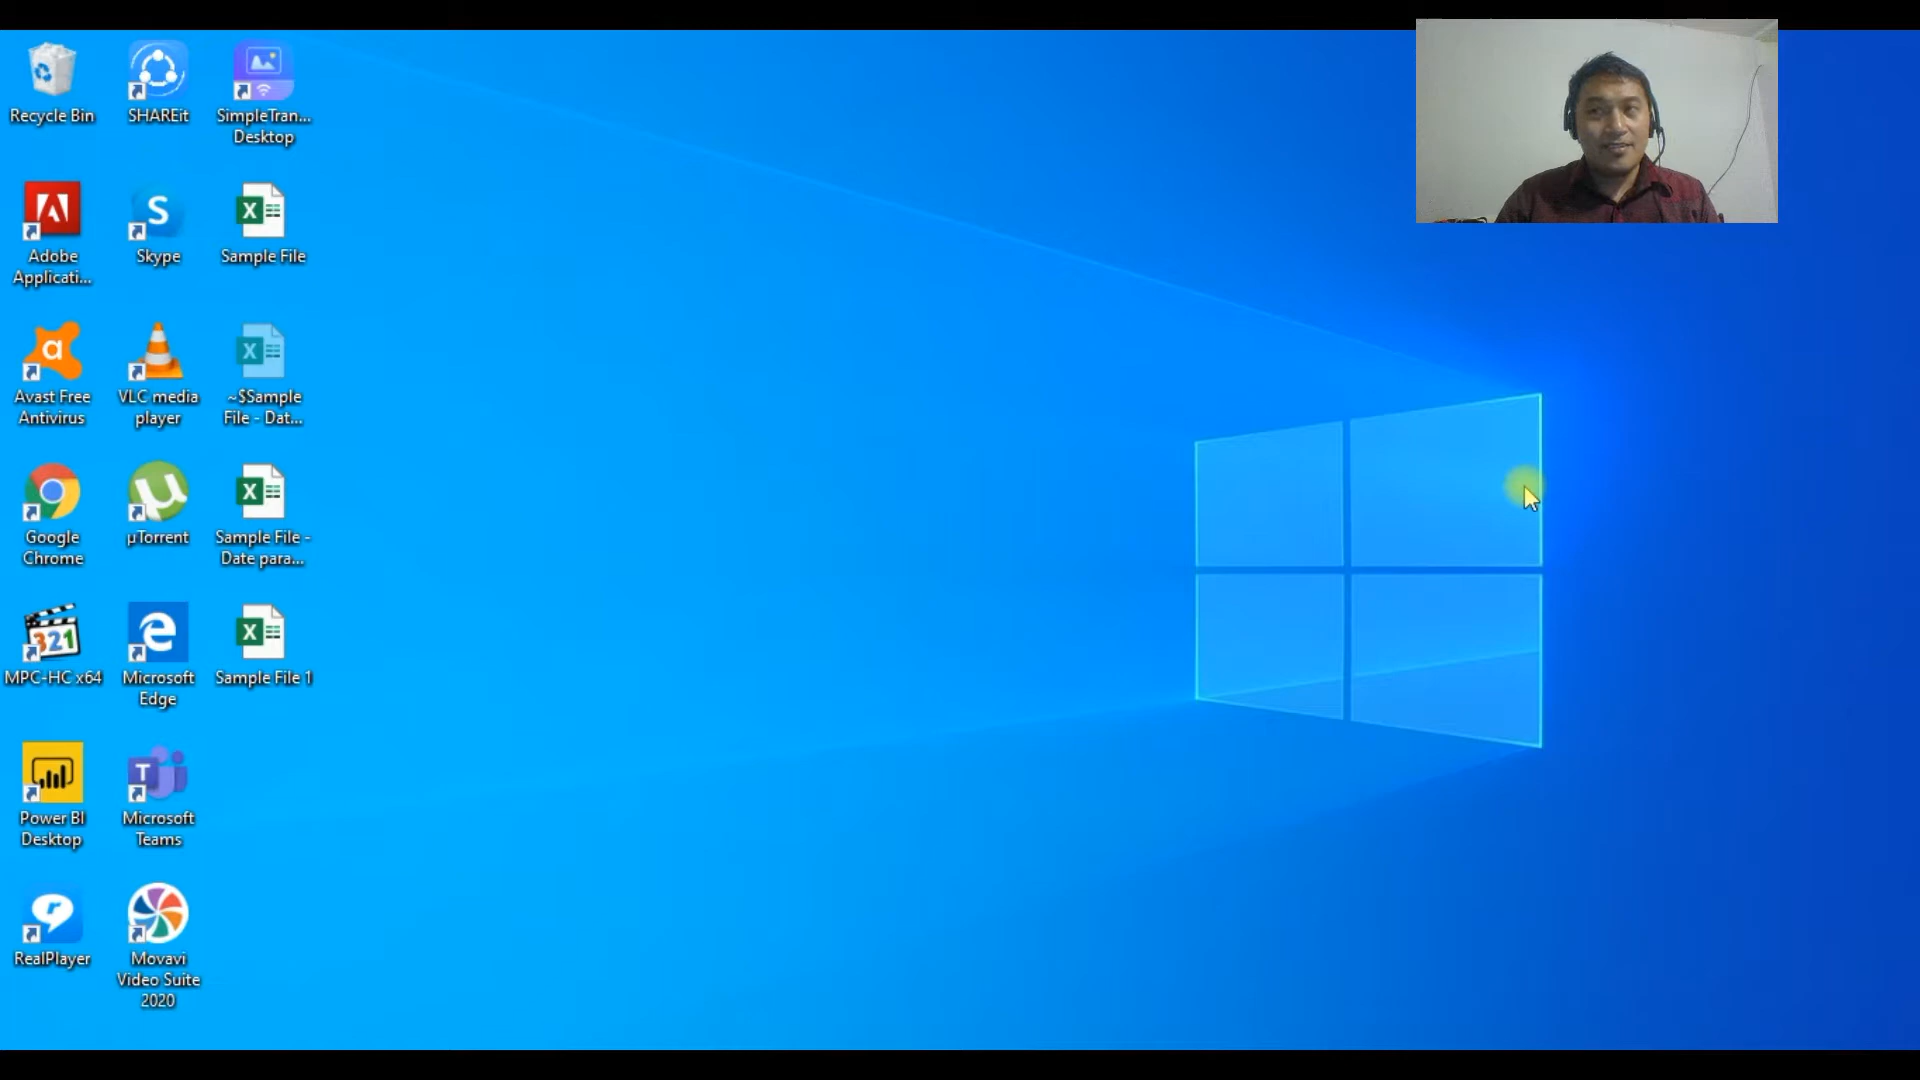 Recycle Bin
SHAREit
SimpleTran...
Desktop
Adobe
Applicati...
Skype
Sample File
Avast Free
Antivirus
VLC media
player
~$Sample
File - Dat...
Google
Chrome
µTorrent
Sample File -
Date para...
321
MPC-HC x64
Microsoft
Edge
Sample File 1
Power BI
Desktop
Microsoft
Teams
RealPlayer
Movavi
Video Suite
2020